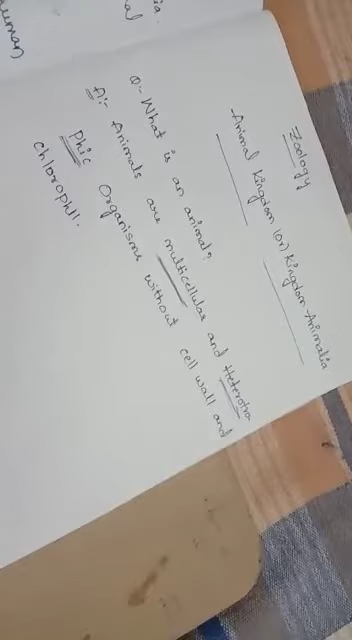 Zoology
Animal kingdom (or) kingdom-Animalia
Q- What is an animal?
A:- Animals are multicellular and Heterotro
Phic Organisms without cell wall and
chlorophll.